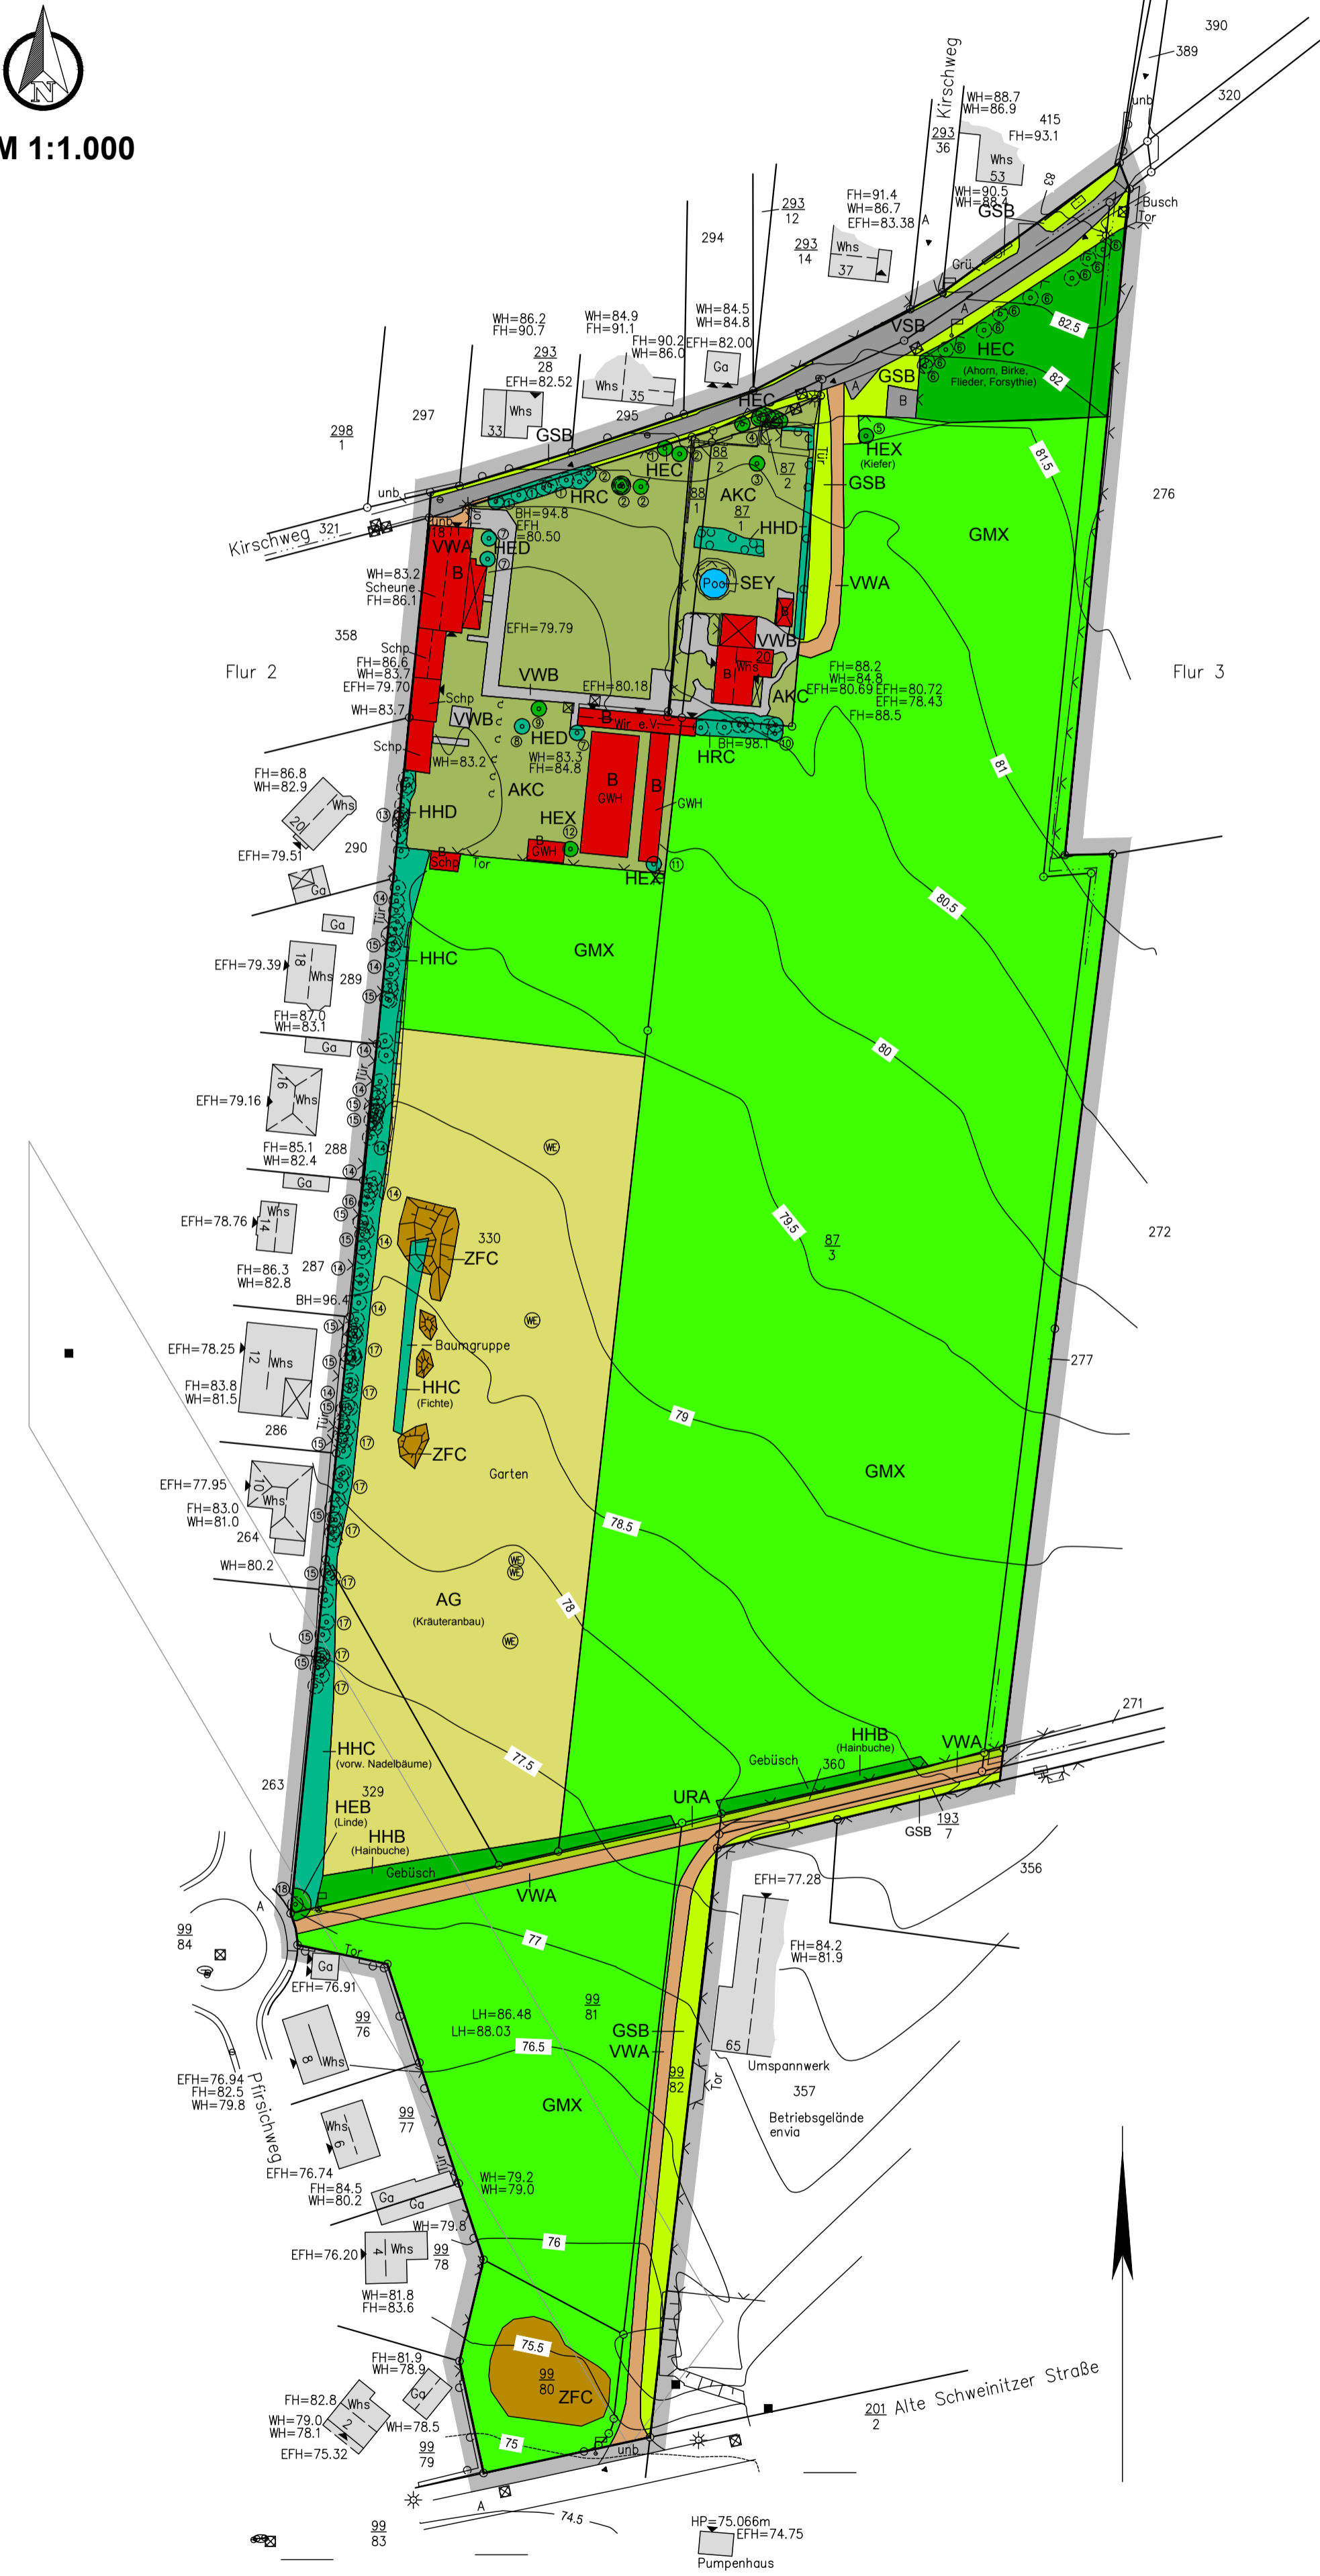 N
M 1:1.000
390
389
unb
320
Kirschweg
WH=88.7
WH=86.9
415
FH=93.1
293
36
Whs
53
83
WH=90.5
WH=88.4
GSB
Busch
Tor
293
12
FH=91.4
WH=86.7
EFH=83.38
A
294
293
14
Whs
37
Grü.
A
VSB
82.5
HEC
(Ahorn, Birke,
Flieder, Forsythie)
82
WH=86.2
FH=90.7
WH=84.9
FH=91.1
WH=84.5
WH=84.8
FH=90.2
WH=86.0
EFH=82.00
293
28
EFH=82.52
Ga
Whs
35
GSB
A
B
297
Whs
33
295
HEC
298
1
GSB
HEX
(Kiefer)
81.5
88
2
87
2
Tür
HEC
GSB
276
unb.
HRC
AKC
88
1
87
1
HHD
GMX
Kirschweg
321
BH=94.8
EFH
=80.50
unb
18
Tor
VWA
HED
B
Pool
SEY
VWA
WH=83.2
Scheune
FH=86.1
B
EFH=79.79
358
VWB
Flur 2
Schp
FH=86.6
WH=83.7
EFH=79.70
20
Whs
B
FH=88.2
WH=84.8
EFH=80.69
EFH=80.72
EFH=78.43
FH=88.5
Flur 3
VWB
EFH=80.18
AKC
Schp
WH=83.7
VWB
B
Wir e.V.
Schp.
HED
BH=98.1
HRC
81
WH=83.2
WH=83.3
FH=84.8
B
GWH
B
GWH
FH=86.8
WH=82.9
AKC
Whs
20
HHD
HEX
EFH=79.51
290
B
Schp
Tor
B
GWH
HEX
Ga
80.5
Tür
Ga
HHC
GMX
EFH=79.39
18
Whs
289
FH=87.0
WH=83.1
Ga
80
Tür
EFH=79.16
16
Whs
WE
FH=85.1
WH=82.4
288
Ga
Whs
14
EFH=78.76
330
79.5
87
3
272
ZFC
FH=86.3
WH=82.8
287
BH=96.4
WE
EFH=78.25
12
Whs
Baumgruppe
277
FH=83.8
WH=81.5
HHC
(Fichte)
79
286
Tür
ZFC
GMX
Garten
EFH=77.95
10
Whs
FH=83.0
WH=81.0
264
78.5
WH=80.2
WE
WE
AG
(Kräuteranbau)
78
WE
271
HHC
(vorw. Nadelbäume)
77.5
Gebüsch
HHB
(Hainbuche)
VWA
263
329
360
HEB
(Linde)
URA
HHB
(Hainbuche)
GSB
193
7
Gebüsch
356
EFH=77.28
VWA
A
99
84
77
Tor
FH=84.2
WH=81.9
Ga
EFH=76.91
99
76
LH=86.48
LH=88.03
99
81
GSB
VWA
76.5
65
8
Whs
Umspannwerk
EFH=76.94
FH=82.5
WH=79.8
99
82
Tor
357
Pfirsichweg
GMX
99
77
Betriebsgelände
envia
Whs
6
Tür
EFH=76.74
FH=84.5
WH=80.2
WH=79.2
WH=79.0
Ga
Ga
WH=79.8
EFH=76.20
4
Whs
99
78
76
WH=81.8
FH=83.6
75.5
FH=81.9
WH=78.9
99
80
ZFC
Ga
FH=82.8
Whs
2
WH=79.0
WH=78.1
WH=78.5
EFH=75.32
99
79
75
unb.
201
2
Alte Schweinitzer Straße
A
74.5
99
83
HP=75.066m
EFH=74.75
Pumpenhaus